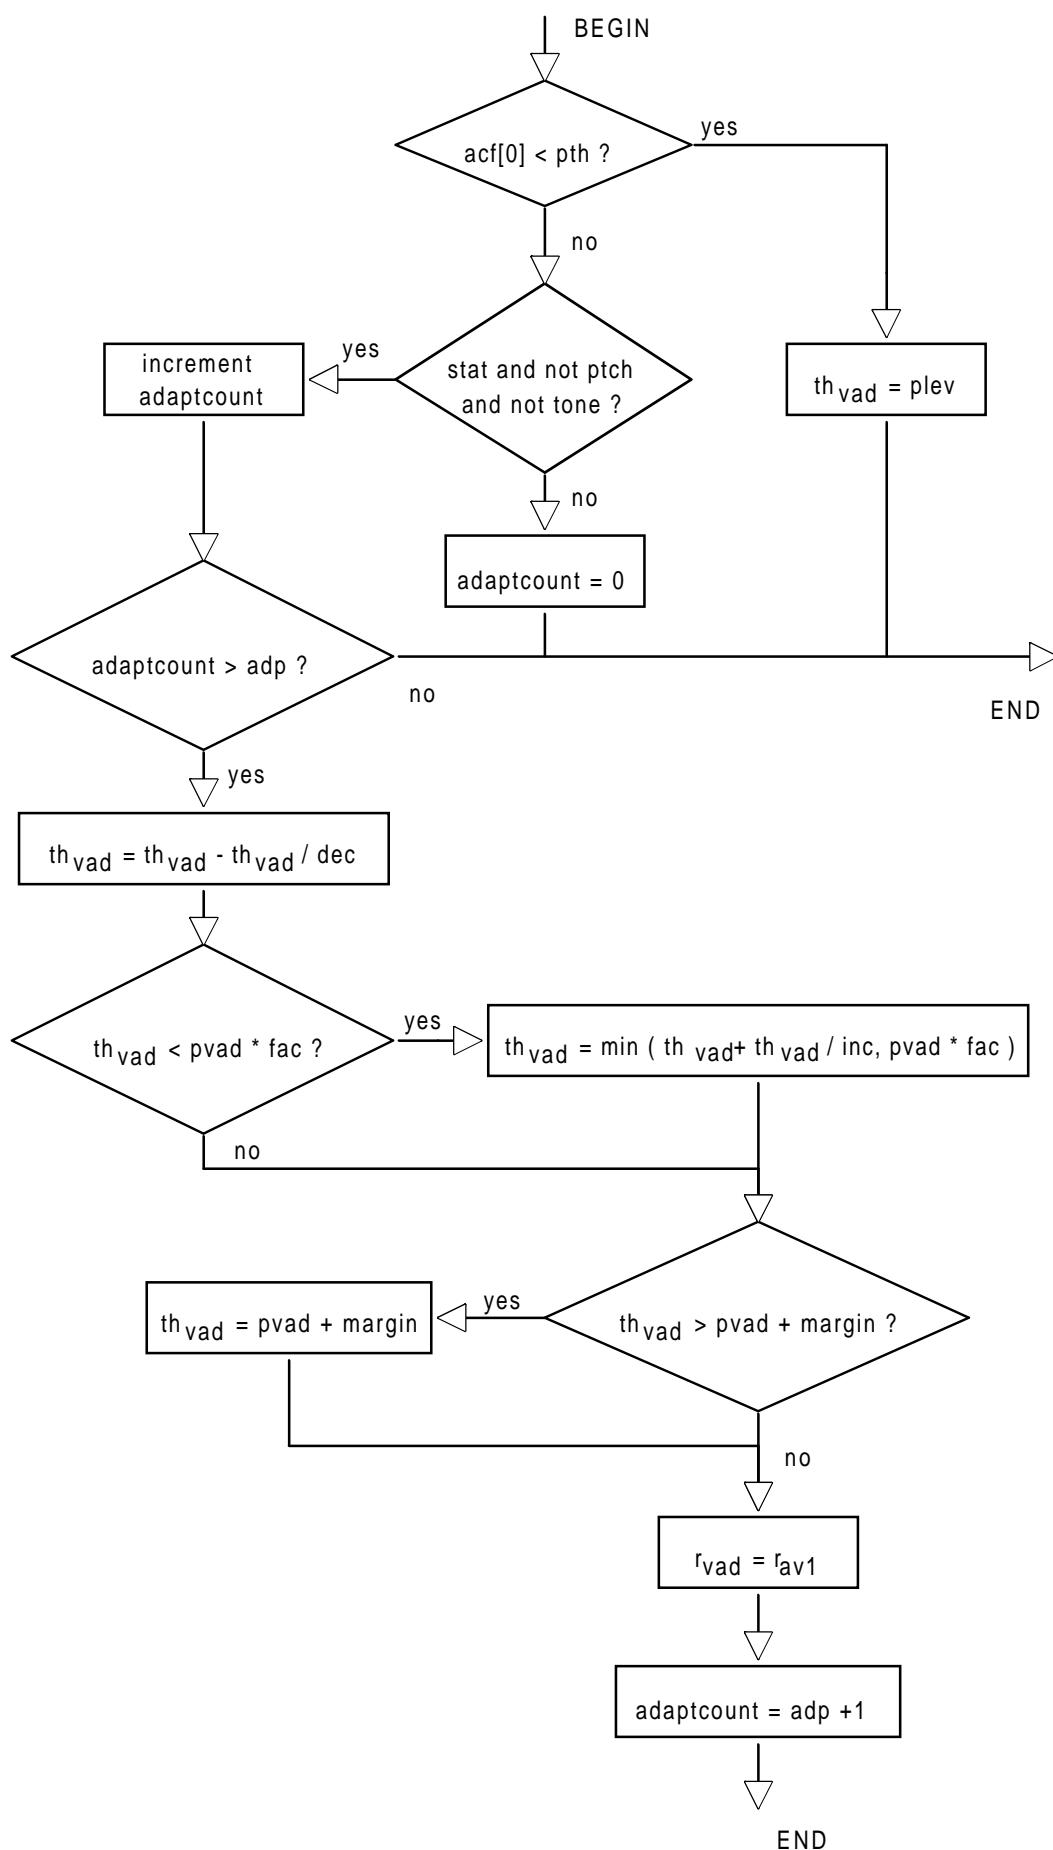 BEGIN
acf[0] < pth ?
yes
no
increment
adaptcount
yes
stat and not ptch
and not tone ?
th vad = plev
no
adaptcount = 0
adaptcount > adp ?
no
END
yes
th vad = th vad - th vad / dec
th vad < pvad * fac ?
yes
th vad = min ( th vad + th vad / inc, pvad * fac )
no
th vad = pvad + margin
yes
th vad > pvad + margin ?
no
r vad = r av1
adaptcount = adp +1
END